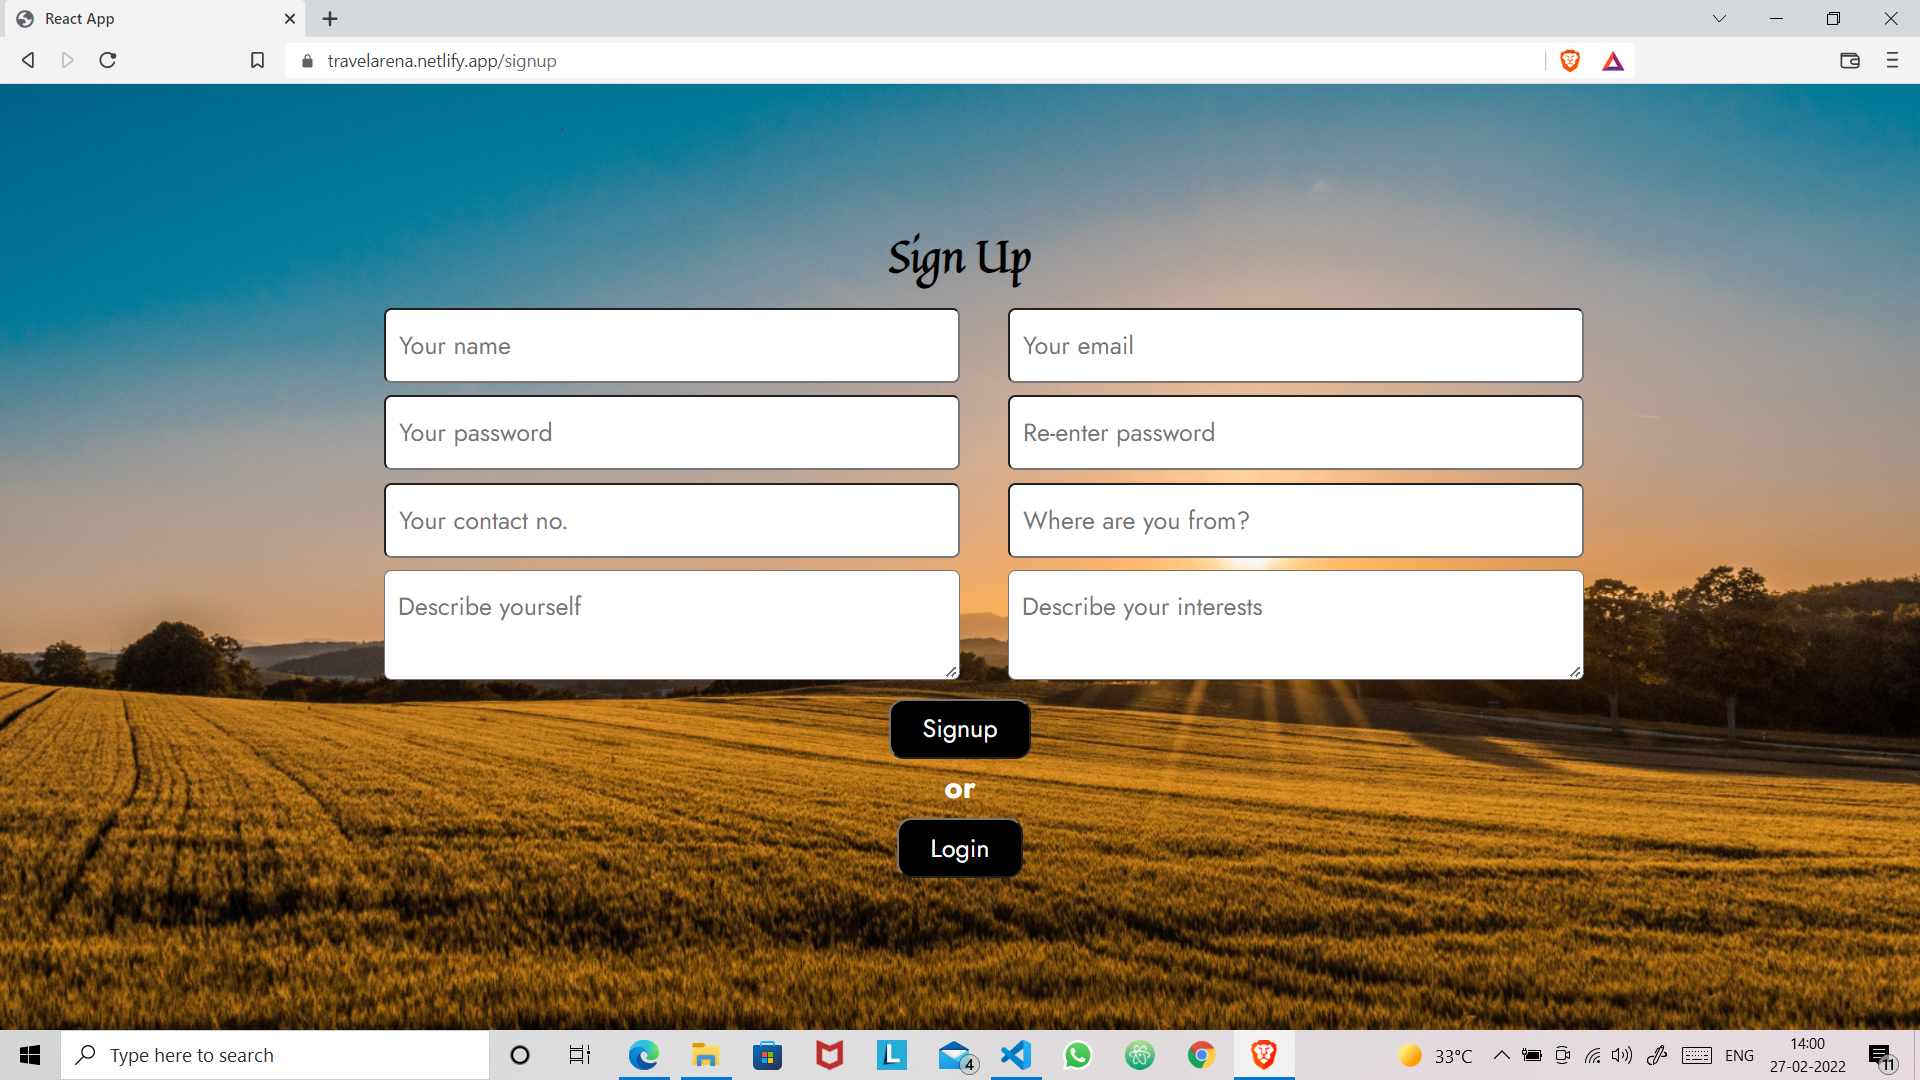 React App
travelarena.netlify.app/signup
Sign Up
Your name
Your email
Your password
Re-enter password
Your contact no.
Where are you from?
Describe yourself
Describe your interests
Signup
or
Login
Type here to search
L
4
33°C
ENG
14:00
27-02-2022
11